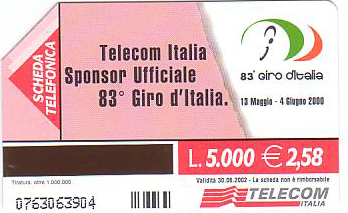 SCHEDA
TELEFONICA
Telecom Italia
Sponsor Ufficiale
83° Giro d'Italia.
83° Giro d'Italia
13 Maggio - 4 Giugno 2000
L. 5.000 € 2,58
Tiratura: oltre 1.000.000
Validità 30.06.2002 - La scheda non è rimborsabile
0763063904
TELECOM
ITALIA